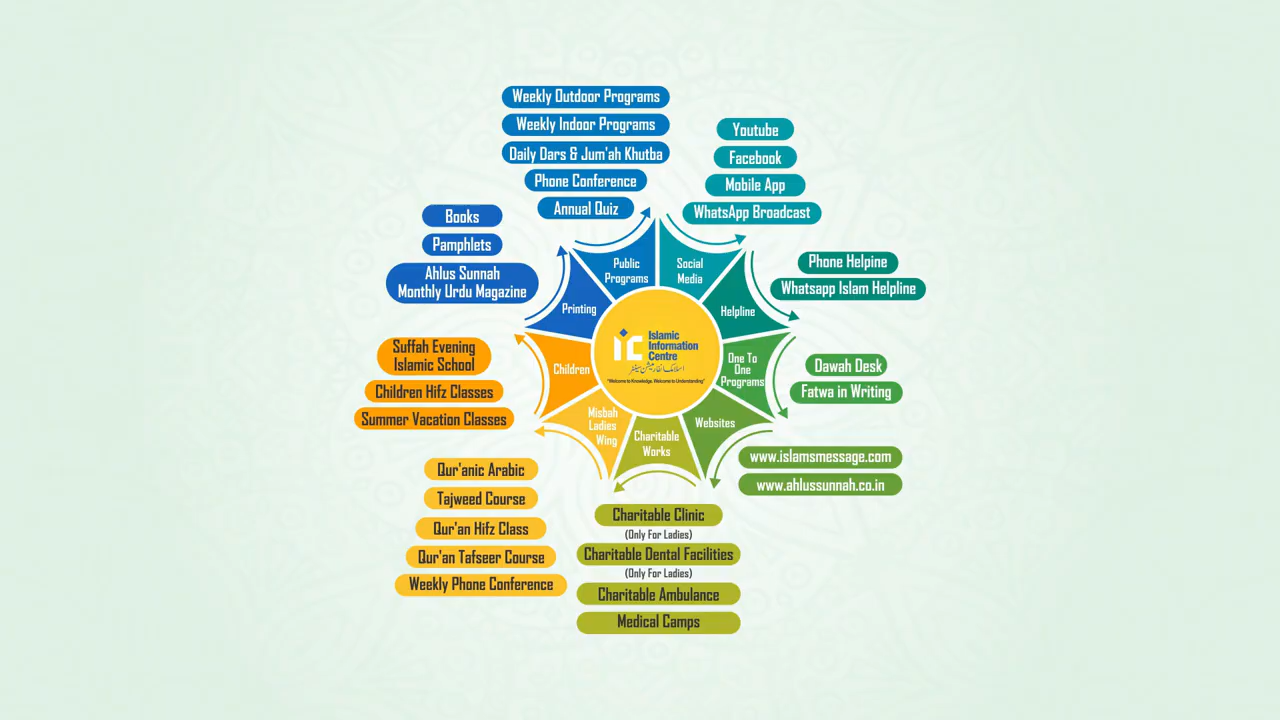 Weekly Outdoor Programs
Weekly Indoor Programs
Daily Dars & Jum'ah Khutba
Phone Conference
Annual Quiz
Youtube
Facebook
Mobile App
WhatsApp Broadcast
Books
Pamphlets
Ahlus Sunnah
Monthly Urdu Magazine
Phone Helpine
Whatsapp Islam Helpline
Public
Programs
Social
Media
Printing
Helpline
Suffah Evening
Islamic School
Children Hifz Classes
Summer Vacation Classes
Children
iic Islamic
Information
Centre
اسلامک انفارمیشن سینٹر
"Welcome to Knowledge, Welcome to Understanding"
One To
One
Programs
Dawah Desk
Fatwa in Writing
Misbah
Ladies
Wing
Charitable
Works
Websites
www.islamsmessage.com
www.ahlussunnah.co.in
Qur'anic Arabic
Tajweed Course
Qur'an Hifz Class
Qur'an Tafseer Course
Weekly Phone Conference
Charitable Clinic
(Only For Ladies)
Charitable Dental Facilities
(Only For Ladies)
Charitable Ambulance
Medical Camps